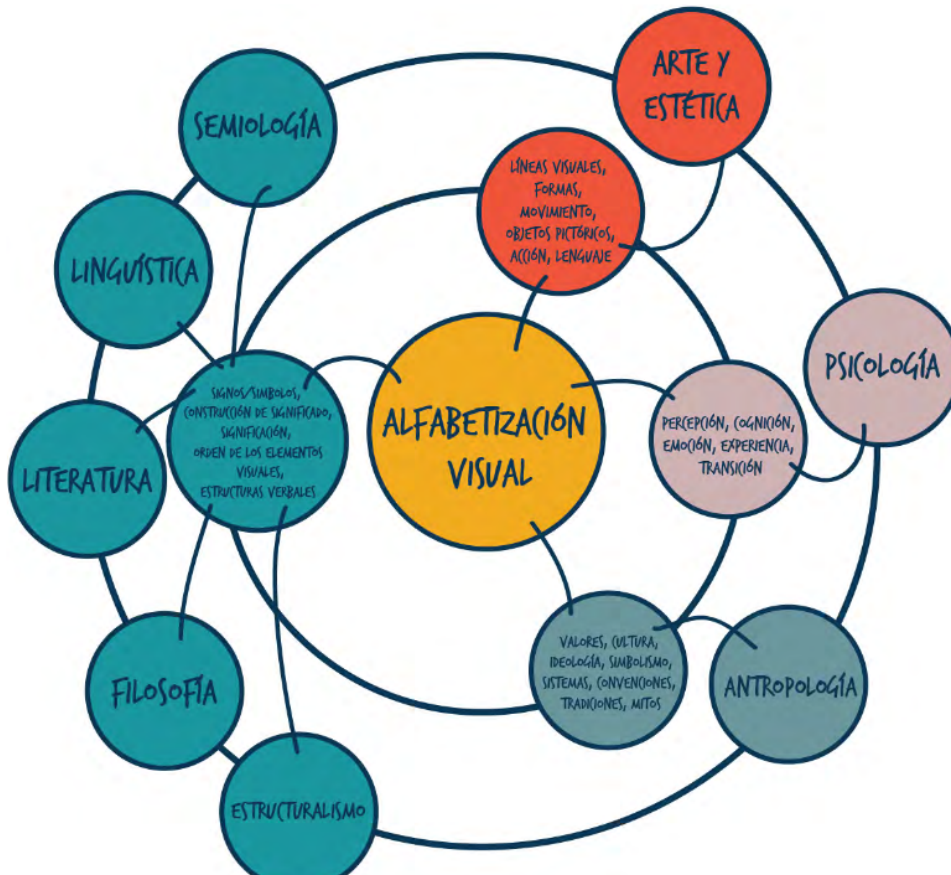 ARTE Y
ESTÉTICA
SEMIOLOGÍA
LÍNEAS VISUALES,
FORMAS,
MOVIMIENTO,
OBJETOS PICTÓRICOS,
ACCIÓN, LENGUAJE
LINGUÍSTICA
PSICOLOGÍA
SIGNOS/SIMBOLOS,
CONSTRUCCIÓN DE SIGNIFICADO,
SIGNIFICACIÓN,
ORDEN DE LOS ELEMENTOS
VISUALES,
ESTRUCTURAS VERBALES
ALFABETIZACIÓN
VISUAL
PERCEPCIÓN, COGNICIÓN,
EMOCIÓN, EXPERIENCIA,
TRANSICIÓN
LITERATURA
VALORES, CULTURA,
IDEOLOGÍA, SIMBOLISMO,
SISTEMAS, CONVENCIONES,
TRADICIONES, MITOS
ANTROPOLOGÍA
FILOSOFÍA
ESTRUCTURALISMO